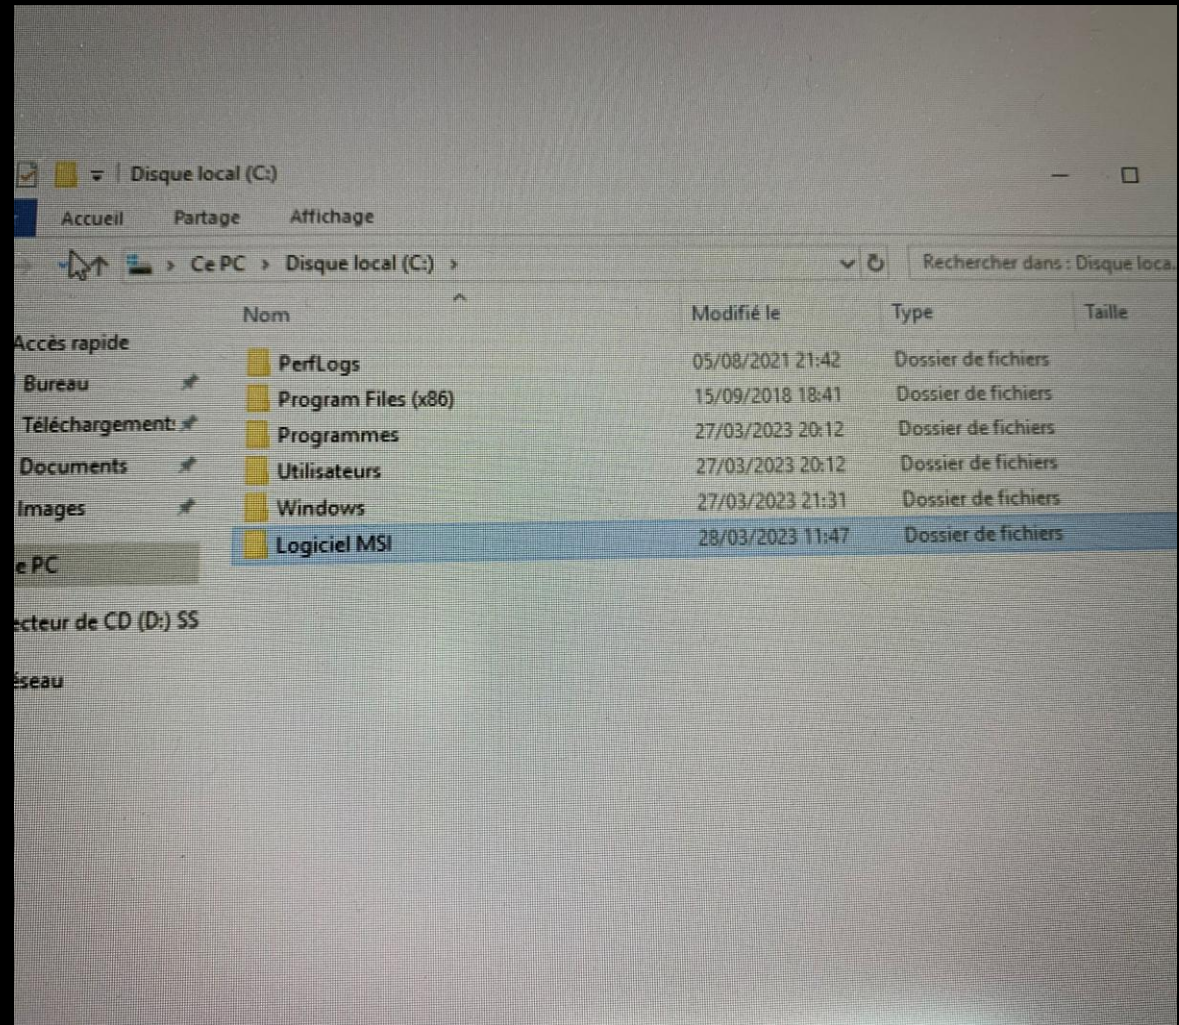 Disque local (C:)
Accueil Partage Affichage
Ce PC > Disque local (C:) > Rechercher dans : Disque loca.
Nom Modifié le Type Taille
Accès rapide
PerfLogs 05/08/2021 21:42 Dossier de fichiers
Bureau
Program Files (x86) 15/09/2018 18:41 Dossier de fichiers
Téléchargement
Programmes 27/03/2023 20:12 Dossier de fichiers
Documents
Utilisateurs 27/03/2023 20:12 Dossier de fichiers
Images
Windows 27/03/2023 21:31 Dossier de fichiers
Logiciel MSI 28/03/2023 11:47 Dossier de fichiers
e PC
ecteur de CD (D:) SS
éseau